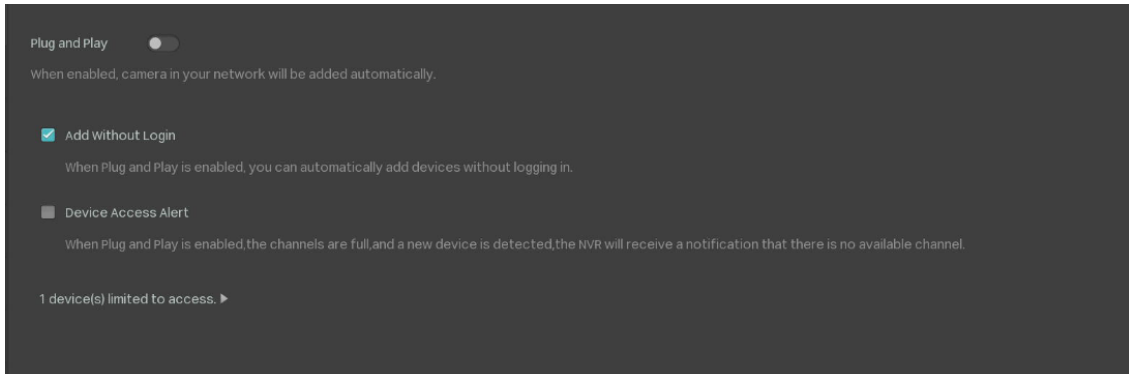 Plug and Play
When enabled, camera in your network will be added automatically.
Add Without Login
When Plug and Play is enabled, you can automatically add devices without logging in.
Device Access Alert
When Plug and Play is enabled,the channels are full,and a new device is detected,the NVR will receive a notification that there is no available channel.
1 device(s) limited to access.